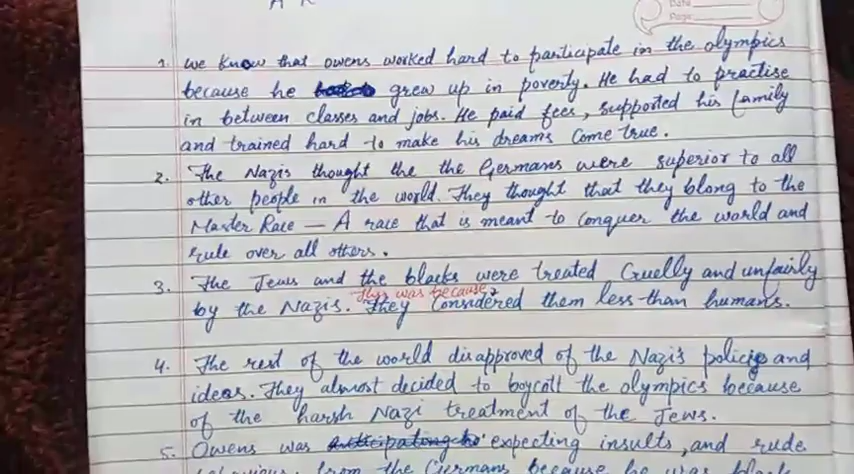 Date
Page
1. We know that owens worked hard to participate in the olympics
because he grew up in poverty. He had to practise
in between classes and jobs. He paid fees, supported his family
and trained hard to make his dreams come true.
2. The Nazis thought the the Germans were superior to all
other people in the world. They thought that they blong to the
Master Race – A race that is meant to conquer the world and
rule over all others.
3. The Jews and the blacks were treated Cruelly and unfairly
This was because
by the Nazis. They Considered them less than humans.
4. The rest of the world disapproved of the Nazi's policies and
ideas. They almost decided to boycott the olympics because
of the harsh Nazi treatment of the Jews.
5. Owens was expecting insults, and rude
from the Germans because he was black